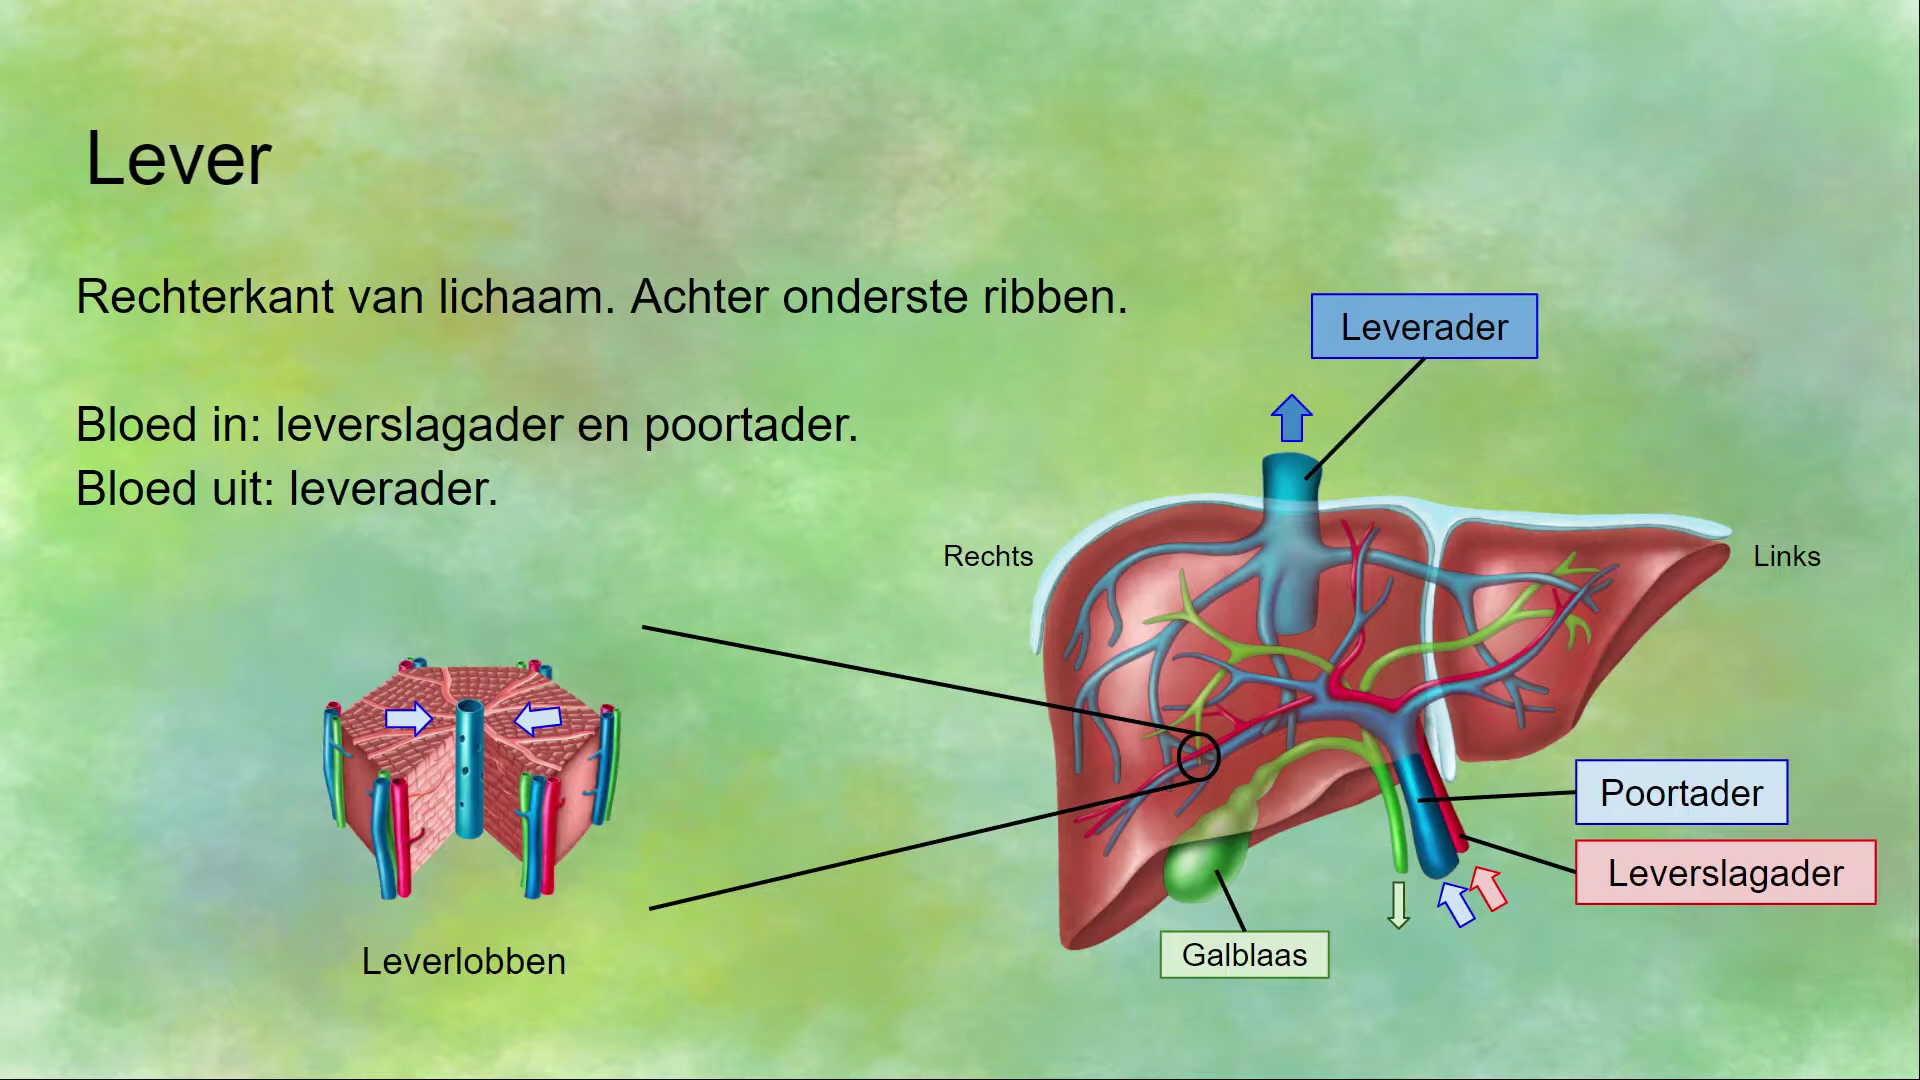 Lever
Rechterkant van lichaam. Achter onderste ribben.
Bloed in: leverslagader en poortader.
Bloed uit: leverader.
Leverader
Rechts
Links
Poortader
Leverslagader
Galblaas
Leverlobben